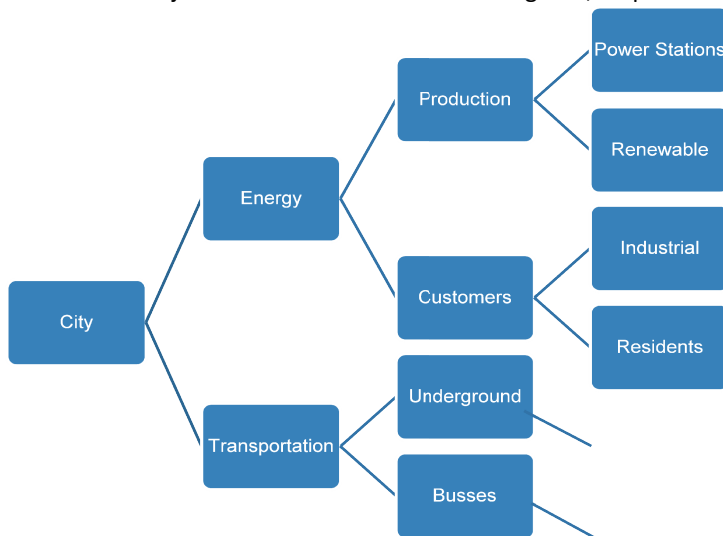 Power Stations
Production
Renewable
Energy
Industrial
Customers
City
Residents
Underground
Transportation
Busses